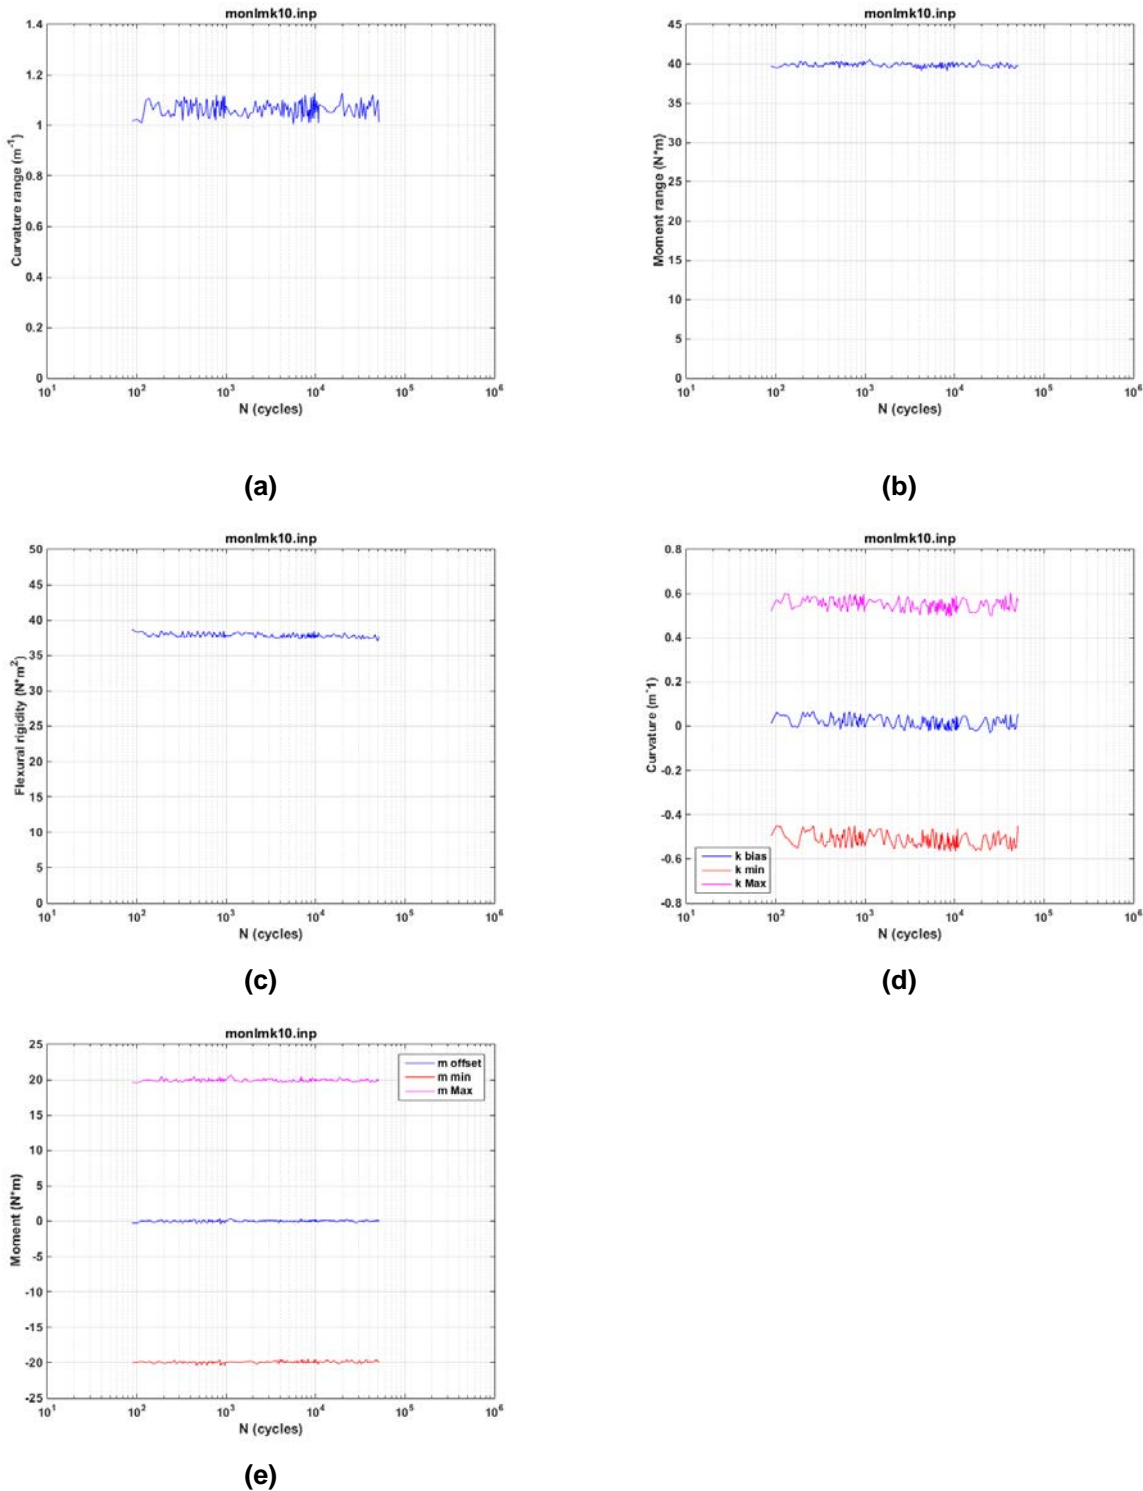 monlmk10.inp
Curvature range (m⁻¹)
1.4
1.2
1
0.8
0.6
0.4
0.2
0
10¹ 10² 10³ 10⁴ 10⁵ 10⁶
N (cycles)
(a)
monlmk10.inp
Moment range (N*m)
45
40
35
30
25
20
15
10
5
0
10¹ 10² 10³ 10⁴ 10⁵ 10⁶
N (cycles)
(b)
monlmk10.inp
Flexural rigidity (N*m²)
50
45
40
35
30
25
20
15
10
5
0
10¹ 10² 10³ 10⁴ 10⁵ 10⁶
N (cycles)
(c)
monlmk10.inp
Curvature (m⁻1)
0.8
0.6
0.4
0.2
0
-0.2
-0.4
-0.6
-0.8
k bias
k min
k Max
10¹ 10² 10³ 10⁴ 10⁵ 10⁶
N (cycles)
(d)
monlmk10.inp
Moment (N*m)
25
20
15
10
5
0
-5
-10
-15
-20
-25
m offset
m min
m Max
10¹ 10² 10³ 10⁴ 10⁵ 10⁶
N (cycles)
(e)